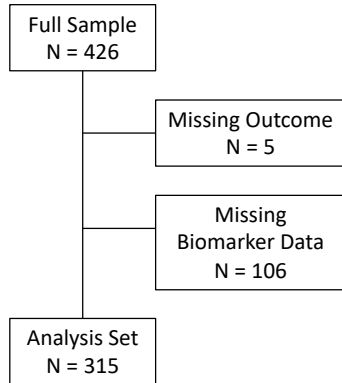 Full Sample
N = 426
Missing Outcome
N = 5
Missing
Biomarker Data
N = 106
Analysis Set
N = 315